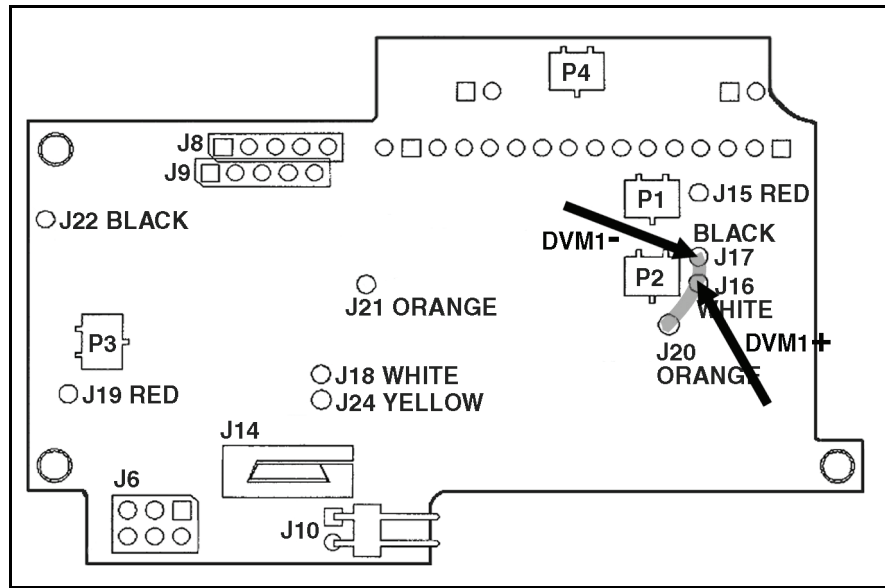 P4
J8
J9
P1
J15 RED
J22 BLACK
BLACK
DVM1-
J17
P2
J16
J21 ORANGE
WHITE
P3
DVM1+
J20
ORANGE
J18 WHITE
J19 RED
J24 YELLOW
J14
J6
J10